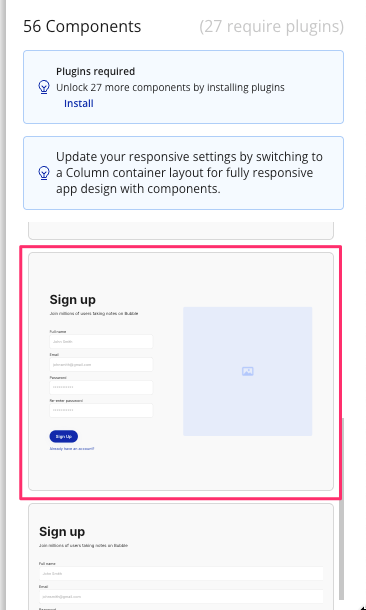 56 Components (27 require plugins)
Plugins required
Unlock 27 more components by installing plugins
Install
Update your responsive settings by switching to
a Column container layout for fully responsive
app design with components.
Sign up
Join millions of users taking notes on Bubble
Full name
John Smith
Email
johnsmith@gmail.com
Password
**********
Re-enter password
**********
Sign Up
Already have an account?
Sign up
Join millions of users taking notes on Bubble
Full name
John Smith
Email
johnsmith@gmail.com